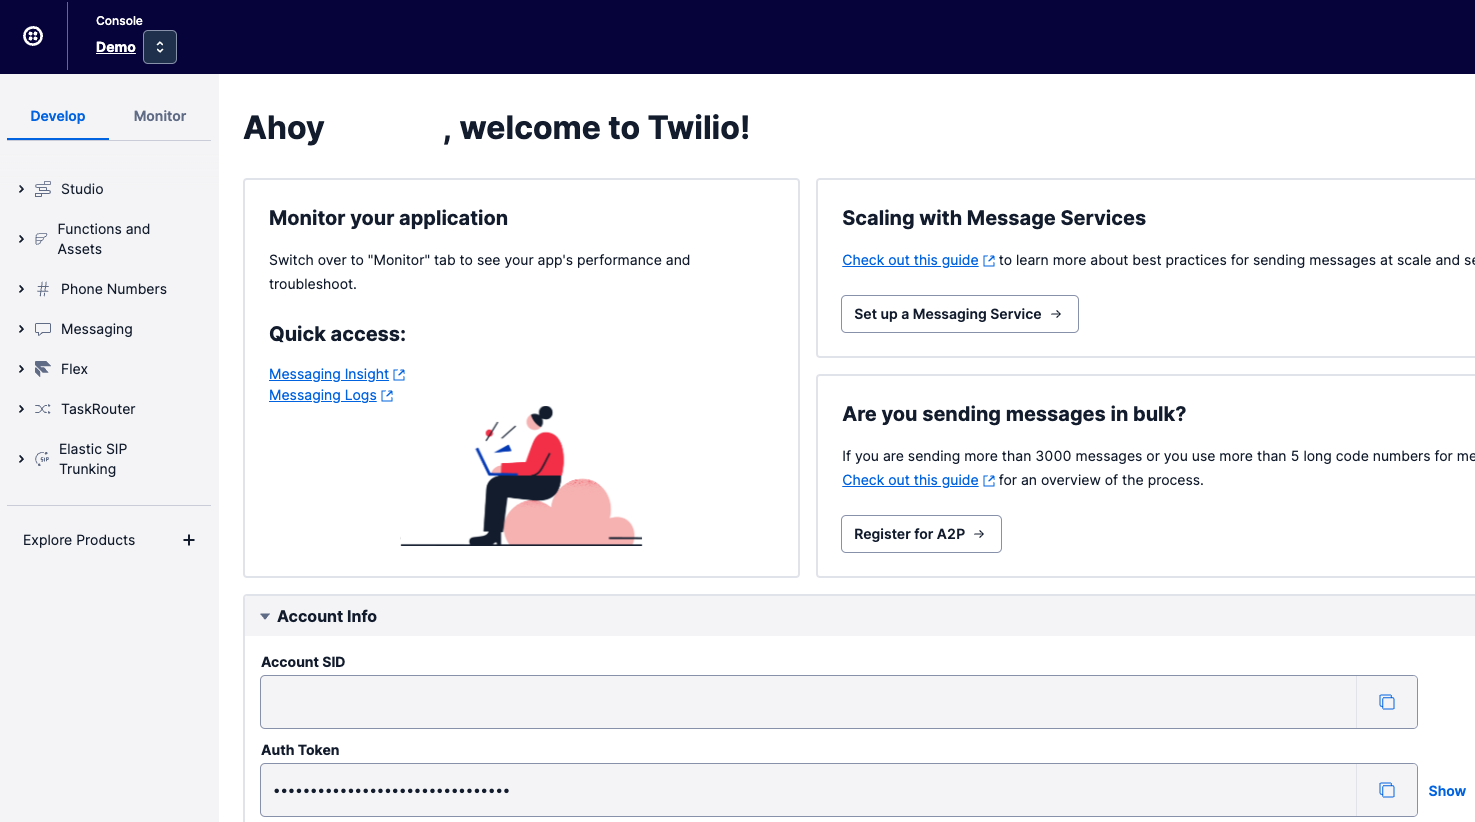 Console
Demo
Develop
Monitor
Studio
Functions and
Assets
Phone Numbers
Messaging
Flex
TaskRouter
Elastic SIP
Trunking
Explore Products
Ahoy , welcome to Twilio!
Monitor your application
Switch over to "Monitor" tab to see your app's performance and
troubleshoot.
Quick access:
Messaging Insight
Messaging Logs
Scaling with Message Services
Check out this guide to learn more about best practices for sending messages at scale and se
Set up a Messaging Service →
Are you sending messages in bulk?
If you are sending more than 3000 messages or you use more than 5 long code numbers for me
Check out this guide for an overview of the process.
Register for A2P →
Account Info
Account SID
Auth Token
••••••••••••••••••••••••••••••••
Show